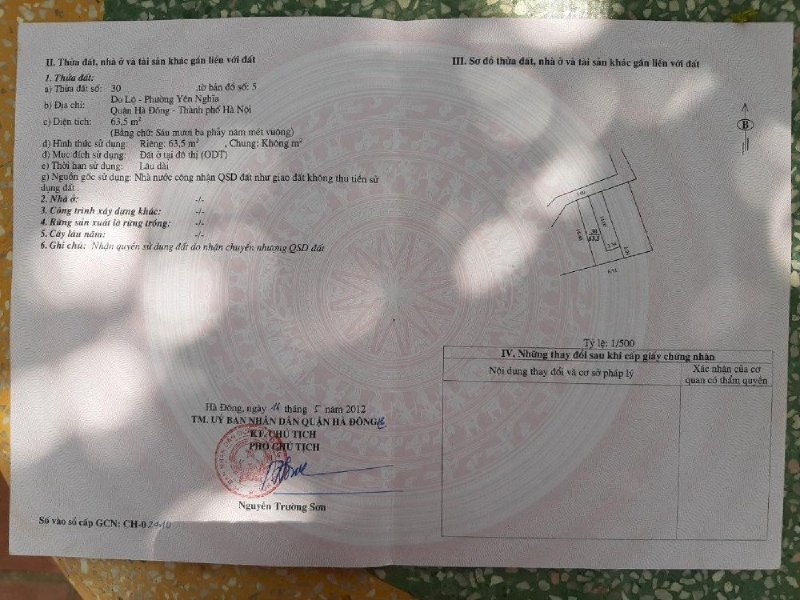 II. Thửa đất, nhà ở và tài sản khác gắn liền với đất
1. Thửa đất:
a) Thửa đất số: 30 ,tờ bản đồ số: 5
b) Địa chỉ: Do Lộ - Phường Yên Nghĩa
Quận Hà Đông - Thành phố Hà Nội
c) Diện tích: 63,5 m²
(Bằng chữ: Sáu mươi ba phẩy năm mét vuông)
d) Hình thức sử dụng: Riêng: 63,5 m² , Chung: Không m²
đ) Mục đích sử dụng: Đất ở tại đô thị (ODT)
e) Thời hạn sử dụng: Lâu dài
g) Nguồn gốc sử dụng: Nhà nước công nhận QSD đất như giao đất không thu tiền sử
dụng đất
2. Nhà ở: -/-
3. Công trình xây dựng khác: -/-
4. Rừng sản xuất là rừng trồng: -/-
5. Cây lâu năm: -/-
6. Ghi chú: Nhận quyền sử dụng đất do nhận chuyển nhượng QSD đất
Hà Đông, ngày tháng 5 năm 2012
TM. UỶ BAN NHÂN DÂN QUẬN HÀ ĐÔNG
KT. CHỦ TỊCH
PHÓ CHỦ TỊCH
Nguyễn Trường Sơn
Số vào sổ cấp GCN: CH-0
III. Sơ đồ thửa đất, nhà ở và tài sản khác gắn liền với đất
B
30
63,5
Tỷ lệ: 1/500
IV. Những thay đổi sau khi cấp giấy chứng nhận
Nội dung thay đổi và cơ sở pháp lý
Xác nhận của cơ
quan có thẩm quyền